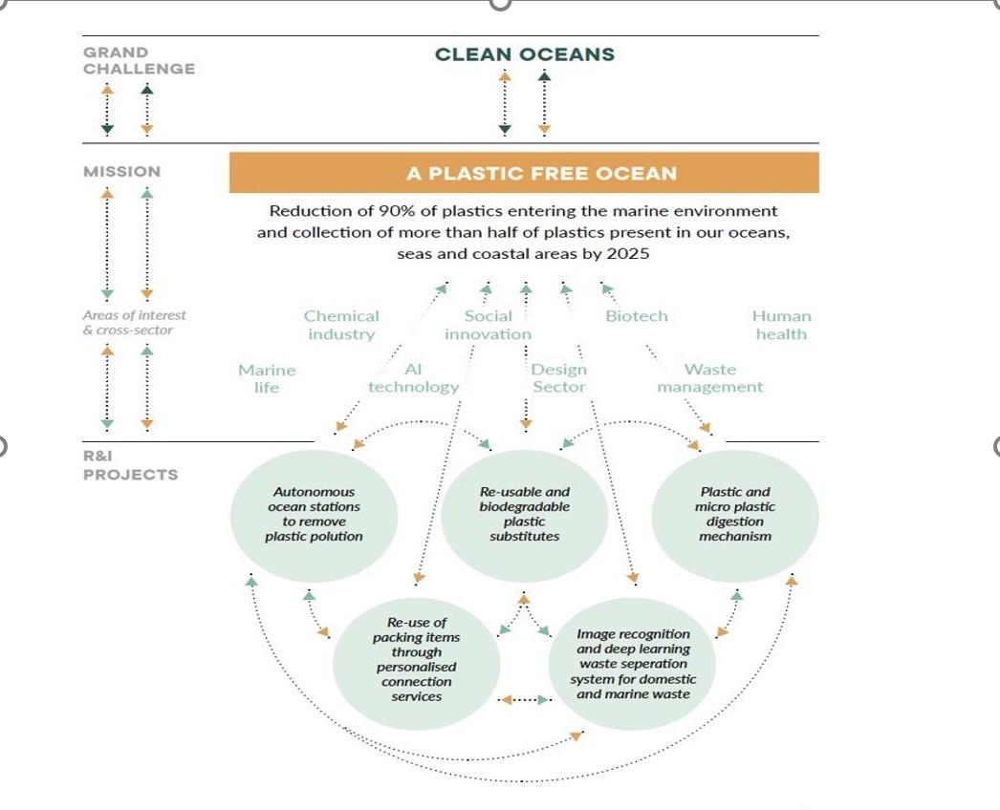 GRAND
CHALLENGE
CLEAN OCEANS
MISSION
A PLASTIC FREE OCEAN
Reduction of 90% of plastics entering the marine environment
and collection of more than half of plastics present in our oceans,
seas and coastal areas by 2025
Areas of interest
& cross-sector
Chemical
industry
Social
innovation
Biotech
Human
health
Marine
life
AI
technology
Design
Sector
Waste
management
R&I
PROJECTS
Autonomous
ocean stations
to remove
plastic polution
Re-usable and
biodegradable
plastic
substitutes
Plastic and
micro plastic
digestion
mechanism
Re-use of
packing items
through
personalised
connection
services
Image recognition
and deep learning
waste seperation
system for domestic
and marine waste